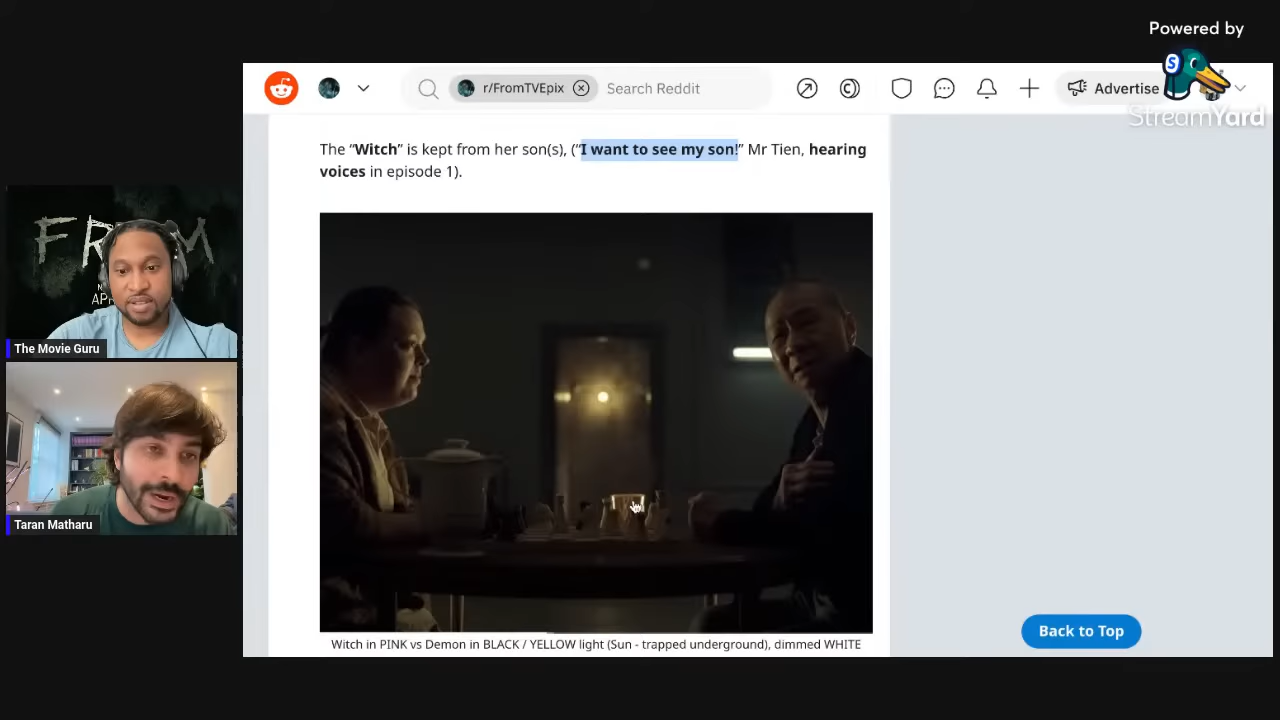 Powered by
S
StreamYard
r/FromTVEpix
Search Reddit
Advertise
The “Witch” is kept from her son(s), (“I want to see my son!” Mr Tien, hearing
voices in episode 1).
FR M
AP
The Movie Guru
Taran Matharu
Back to Top
Witch in PINK vs Demon in BLACK / YELLOW light (Sun - trapped underground), dimmed WHITE